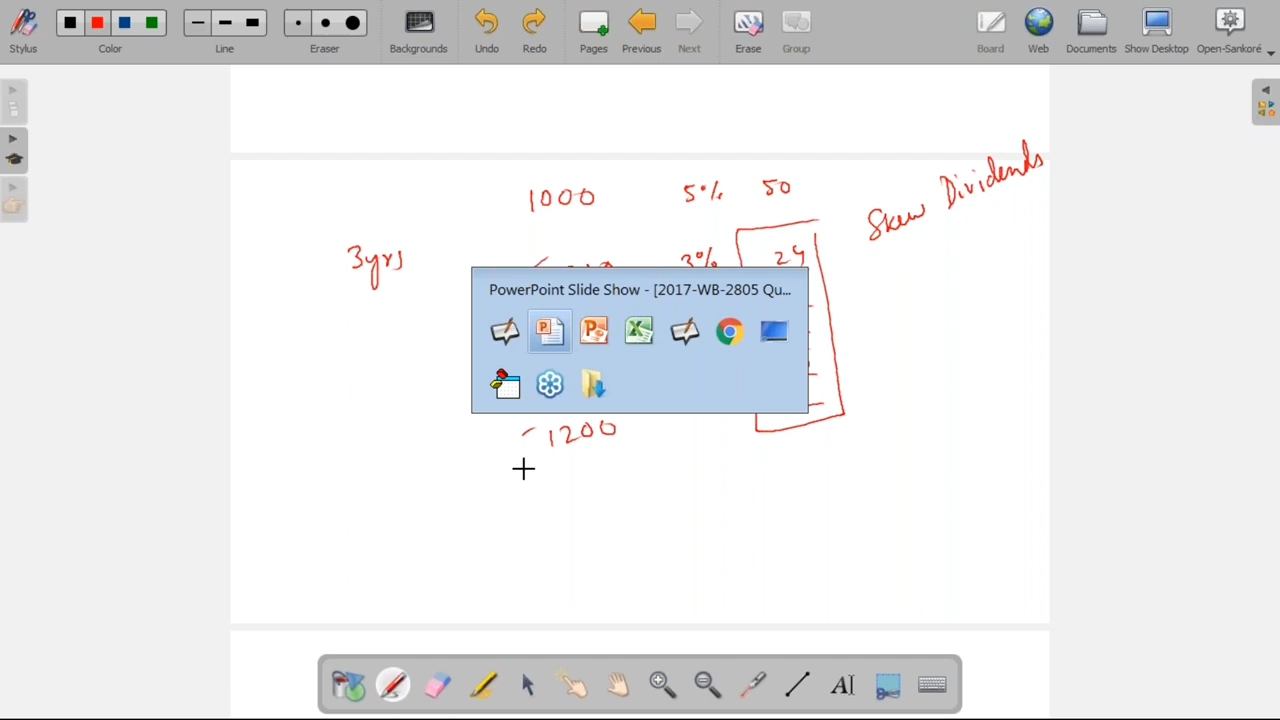 Stylus Color Line Eraser Backgrounds Undo Redo Pages Previous Next Erase Group Board Web Documents Show Desktop Open-Sankoré
1000 5% 50
Skew Dividends
3yrs 3% 24
PowerPoint Slide Show - [2017-WB-2805 Qu...
1200